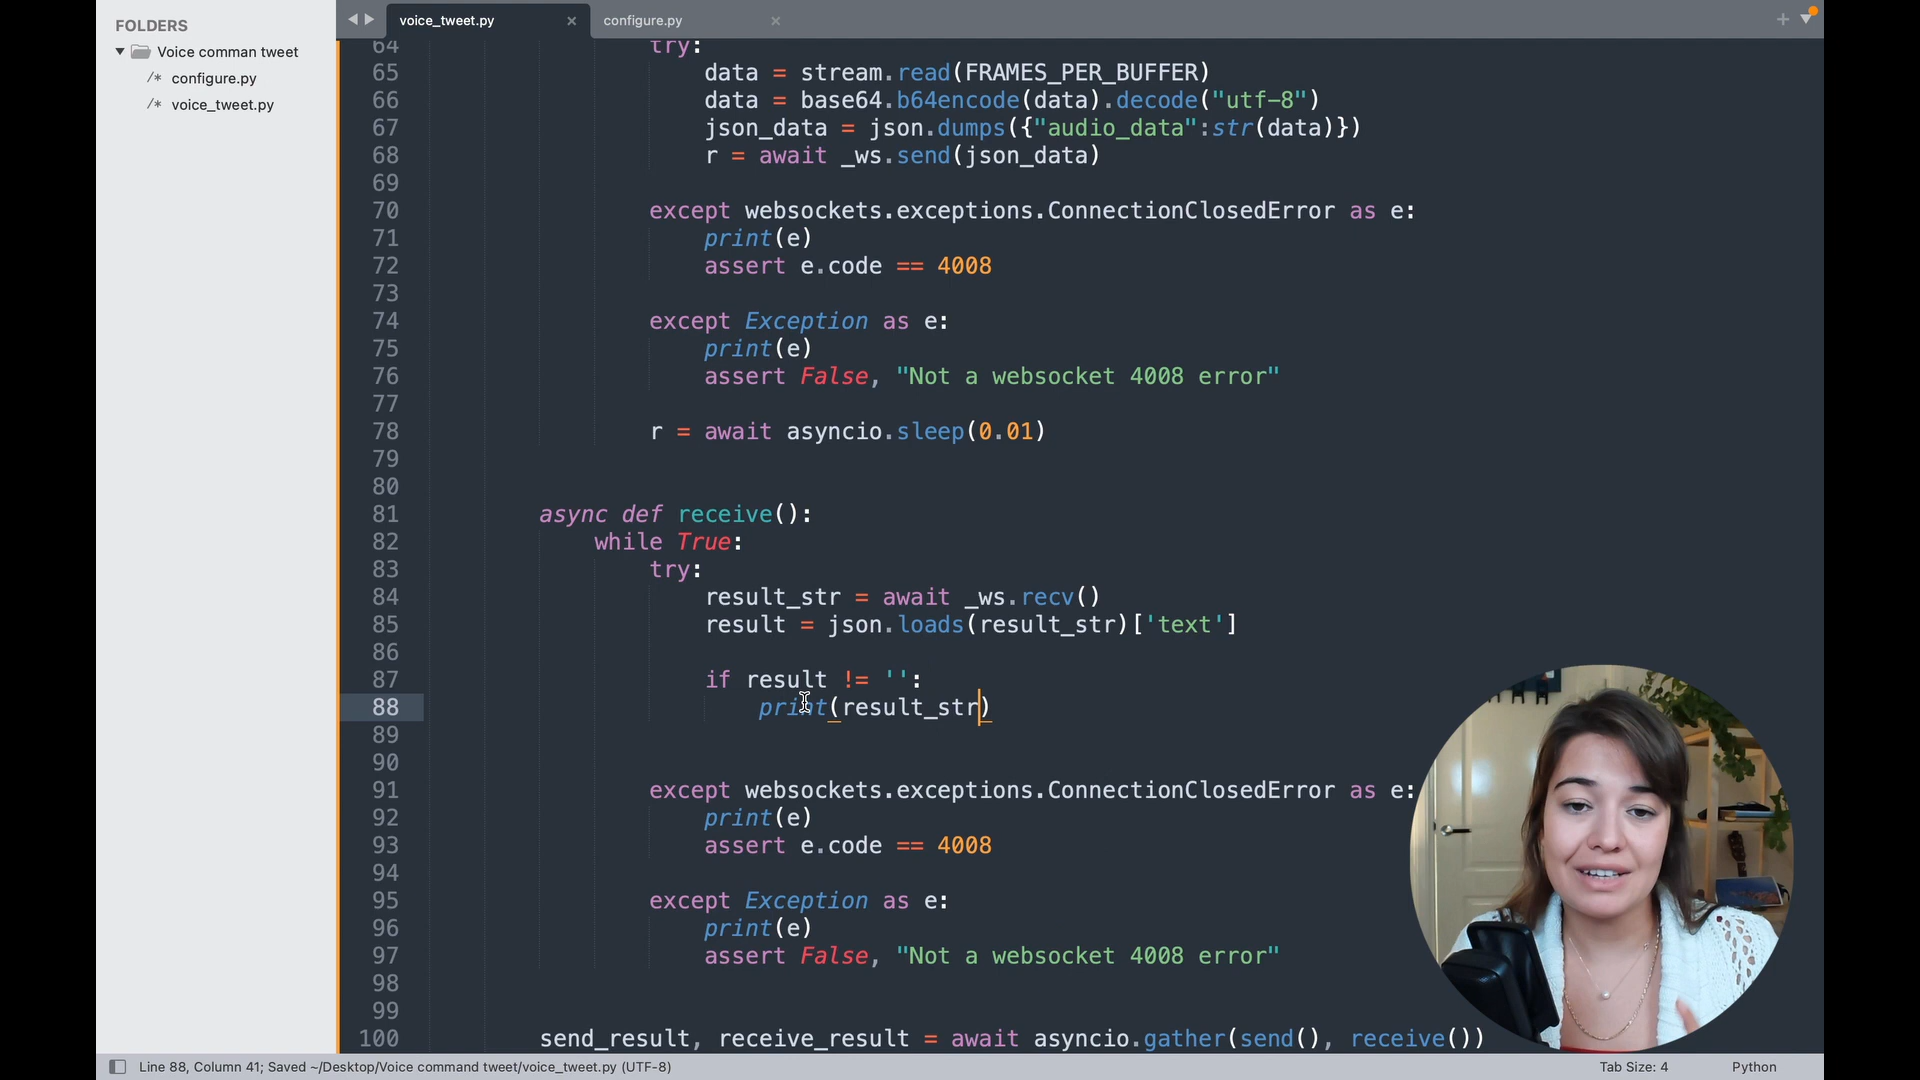 FOLDERS
Voice comman tweet
/* configure.py
/* voice_tweet.py
voice_tweet.py × configure.py ×
64 try:
65 data = stream.read(FRAMES_PER_BUFFER)
66 data = base64.b64encode(data).decode("utf-8")
67 json_data = json.dumps({"audio_data":str(data)})
68 r = await _ws.send(json_data)
69
70 except websockets.exceptions.ConnectionClosedError as e:
71 print(e)
72 assert e.code == 4008
73
74 except Exception as e:
75 print(e)
76 assert False, "Not a websocket 4008 error"
77
78 r = await asyncio.sleep(0.01)
79
80
81 async def receive():
82 while True:
83 try:
84 result_str = await _ws.recv()
85 result = json.loads(result_str)['text']
86
87 if result != '':
88 print(result_str)
89
90
91 except websockets.exceptions.ConnectionClosedError as e:
92 print(e)
93 assert e.code == 4008
94
95 except Exception as e:
96 print(e)
97 assert False, "Not a websocket 4008 error"
98
99
100 send_result, receive_result = await asyncio.gather(send(), receive())
Line 88, Column 41; Saved ~/Desktop/Voice command tweet/voice_tweet.py (UTF-8) Tab Size: 4 Python